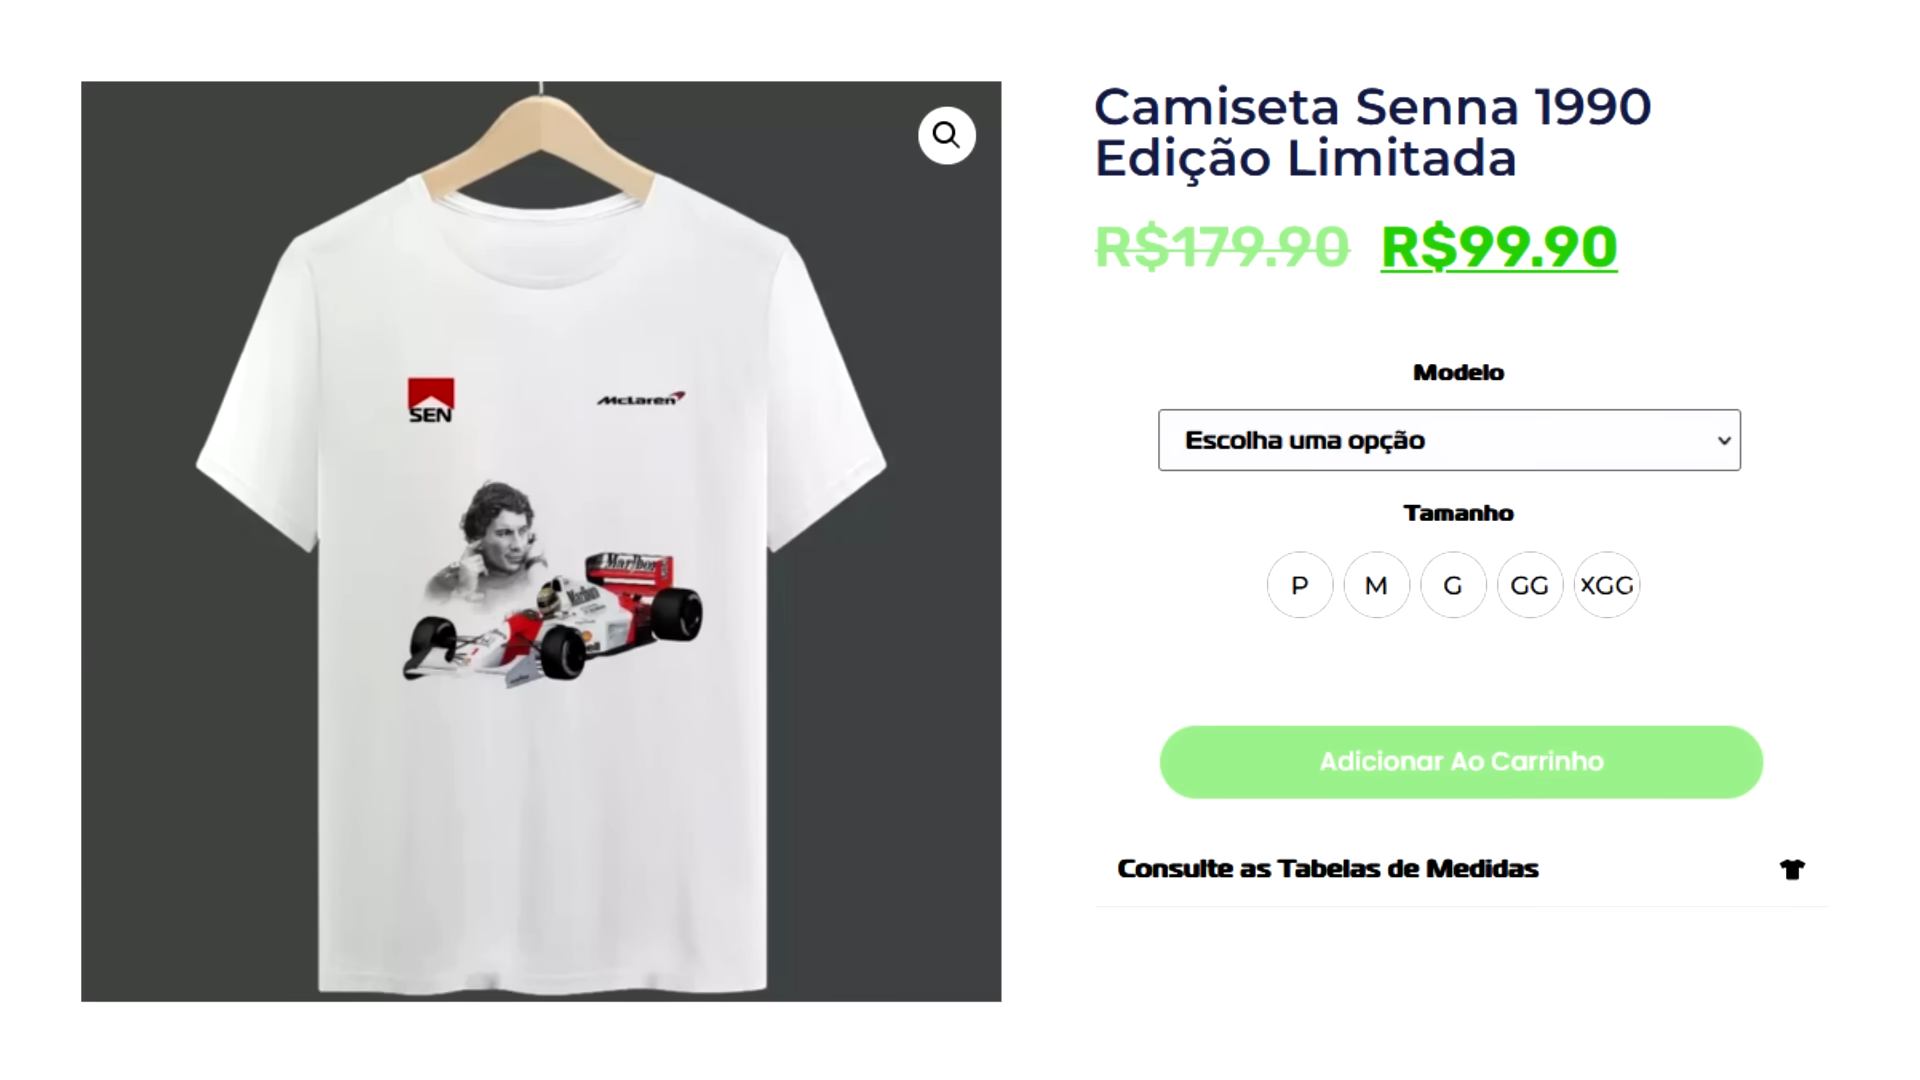 Camiseta Senna 1990
Edição Limitada
R$179.90 R$99.90
SEN
McLaren
Marlboro
Marlboro
Modelo
Escolha uma opção
Tamanho
P M G GG XGG
Adicionar Ao Carrinho
Consulte as Tabelas de Medidas